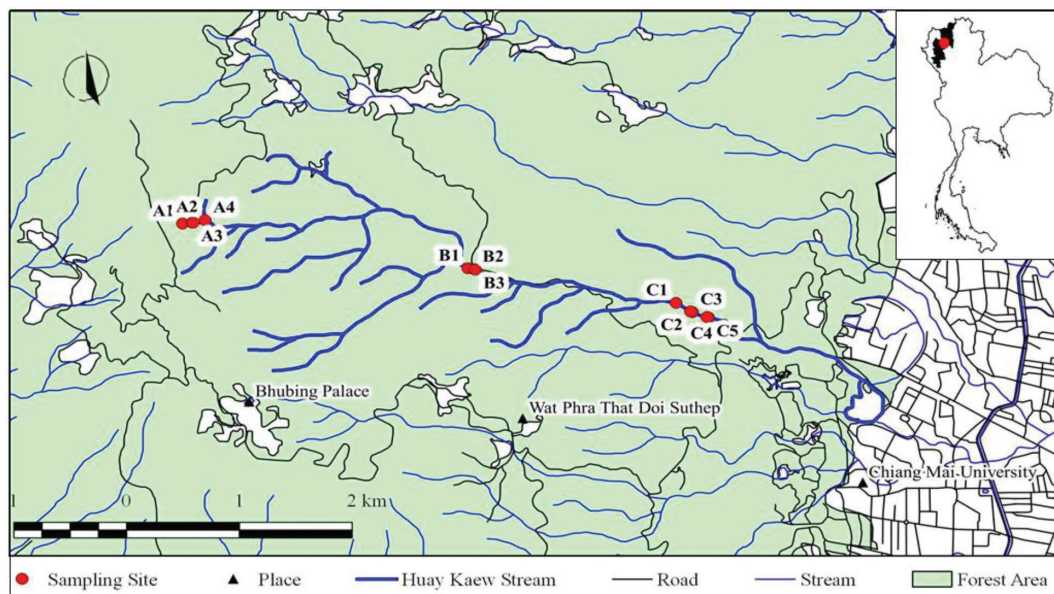 A1 A2 A4
A3
B1 B2
B3
C1 C3
C2 C4 C5
Bhubing Palace
Wat Phra That Doi Suthep
Chiang Mai University
1 0 1 2 km
Sampling Site Place Huay Kaew Stream Road Stream Forest Area